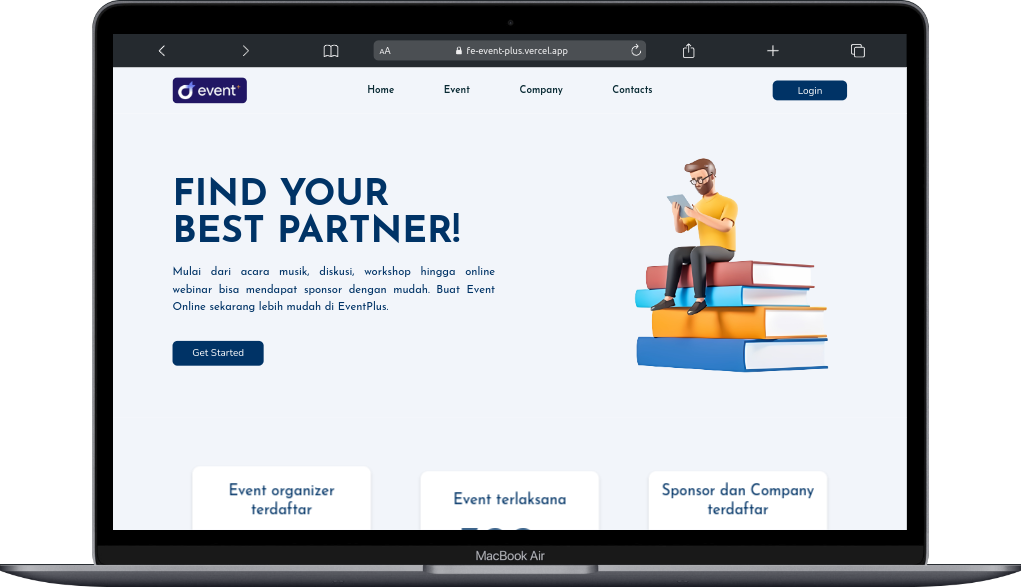 AA fe-event-plus.vercel.app
event+
Home Event Company Contacts
Login
FIND YOUR
BEST PARTNER!
Mulai dari acara musik, diskusi, workshop hingga online
webinar bisa mendapat sponsor dengan mudah. Buat Event
Online sekarang lebih mudah di EventPlus.
Get Started
Event organizer
terdaftar
Event terlaksana
Sponsor dan Company
terdaftar
MacBook Air